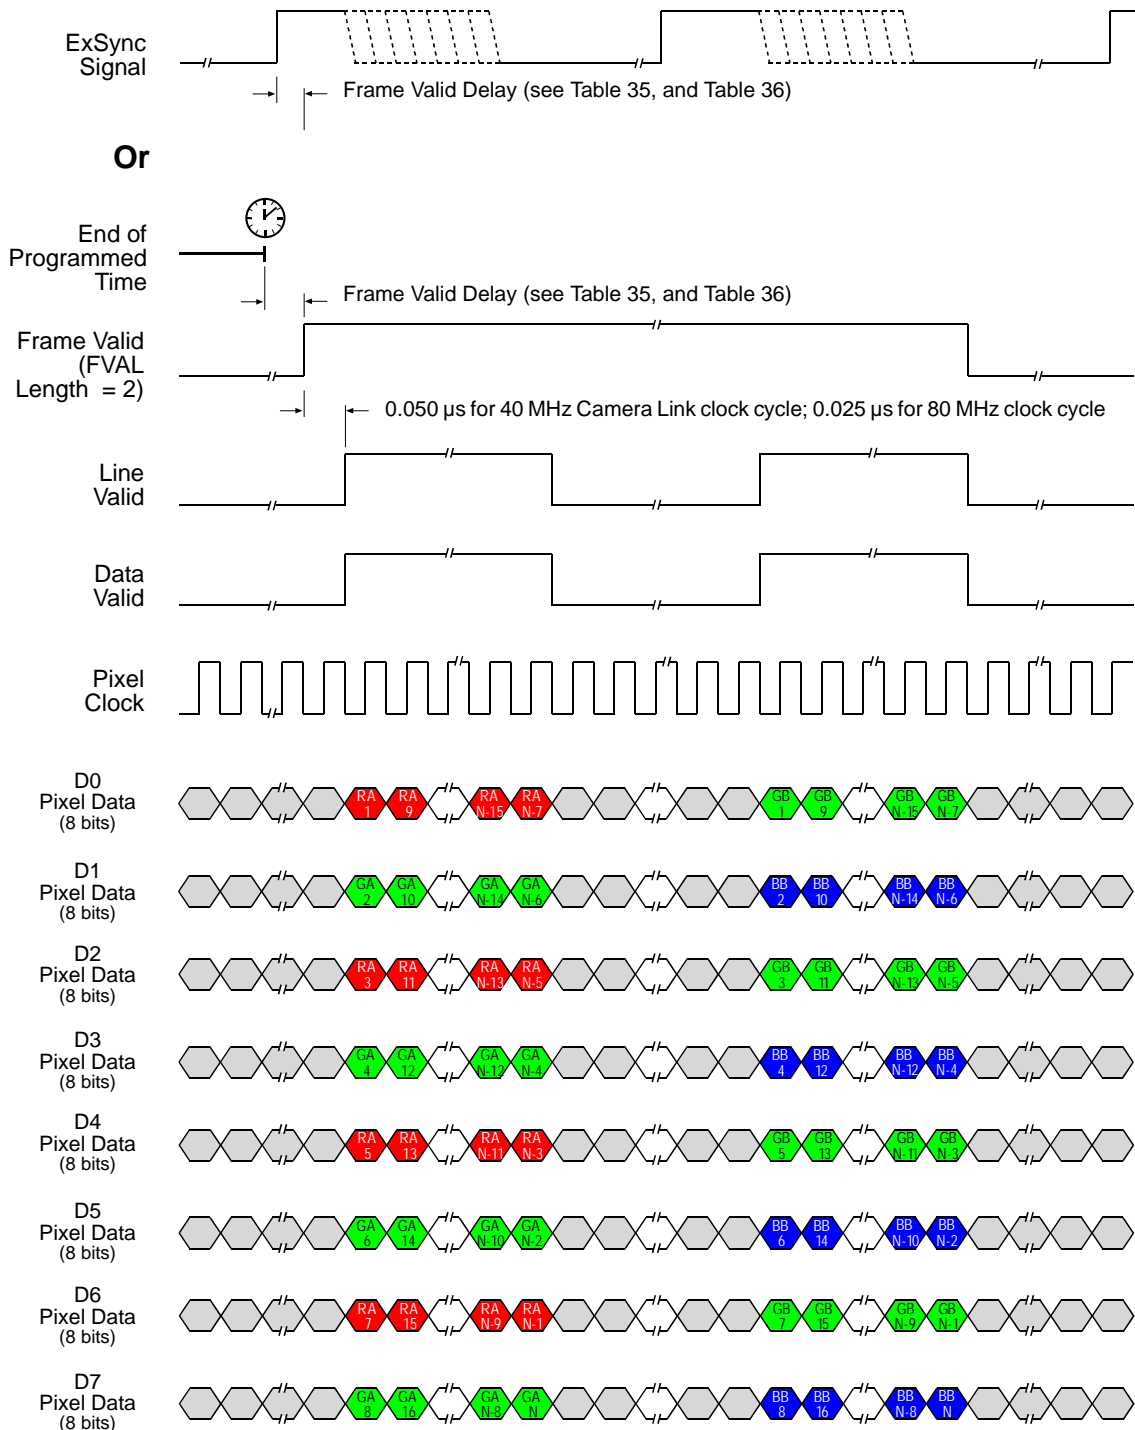 ExSync
Signal
Frame Valid Delay (see Table 35, and Table 36)
Or
End of
Programmed
Time
Frame Valid Delay (see Table 35, and Table 36)
Frame Valid
(FVAL
Length = 2)
0.050 µs for 40 MHz Camera Link clock cycle; 0.025 µs for 80 MHz clock cycle
Line
Valid
Data
Valid
Pixel
Clock
D0
Pixel Data
(8 bits)
RA 1 RA 9 RA N-15 RA N-7 GB 1 GB 9 GB N-15 GB N-7
D1
Pixel Data
(8 bits)
GA 2 GA 10 GA N-14 GA N-6 BB 2 BB 10 BB N-14 BB N-6
D2
Pixel Data
(8 bits)
RA 3 RA 11 RA N-13 RA N-5 GB 3 GB 11 GB N-13 GB N-5
D3
Pixel Data
(8 bits)
GA 4 GA 12 GA N-12 GA N-4 BB 4 BB 12 BB N-12 BB N-4
D4
Pixel Data
(8 bits)
RA 5 RA 13 RA N-11 RA N-3 GB 5 GB 13 GB N-11 GB N-3
D5
Pixel Data
(8 bits)
GA 6 GA 14 GA N-10 GA N-2 BB 6 BB 14 BB N-10 BB N-2
D6
Pixel Data
(8 bits)
RA 7 RA 15 RA N-9 RA N-1 GB 7 GB 15 GB N-9 GB N-1
D7
Pixel Data
(8 bits)
GA 8 GA 16 GA N-8 GA N BB 8 BB 16 BB N-8 BB N